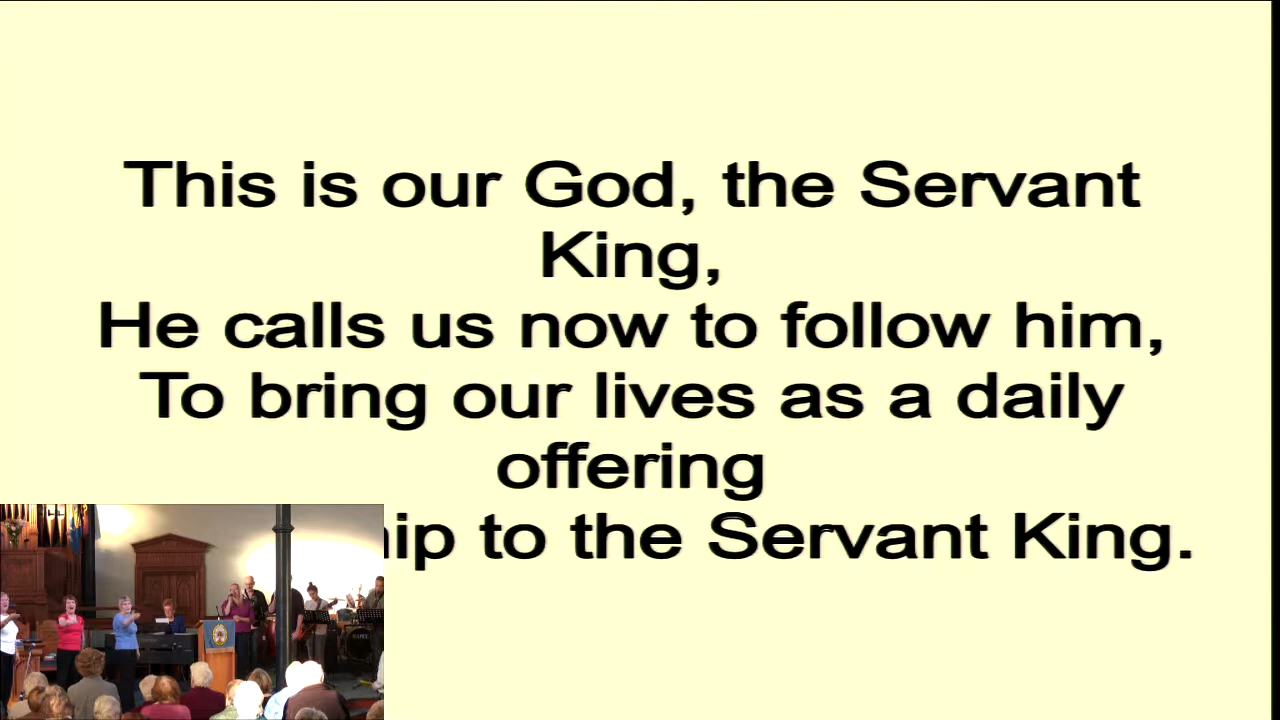 This is our God, the Servant
King,
He calls us now to follow him,
To bring our lives as a daily
offering
hip to the Servant King.